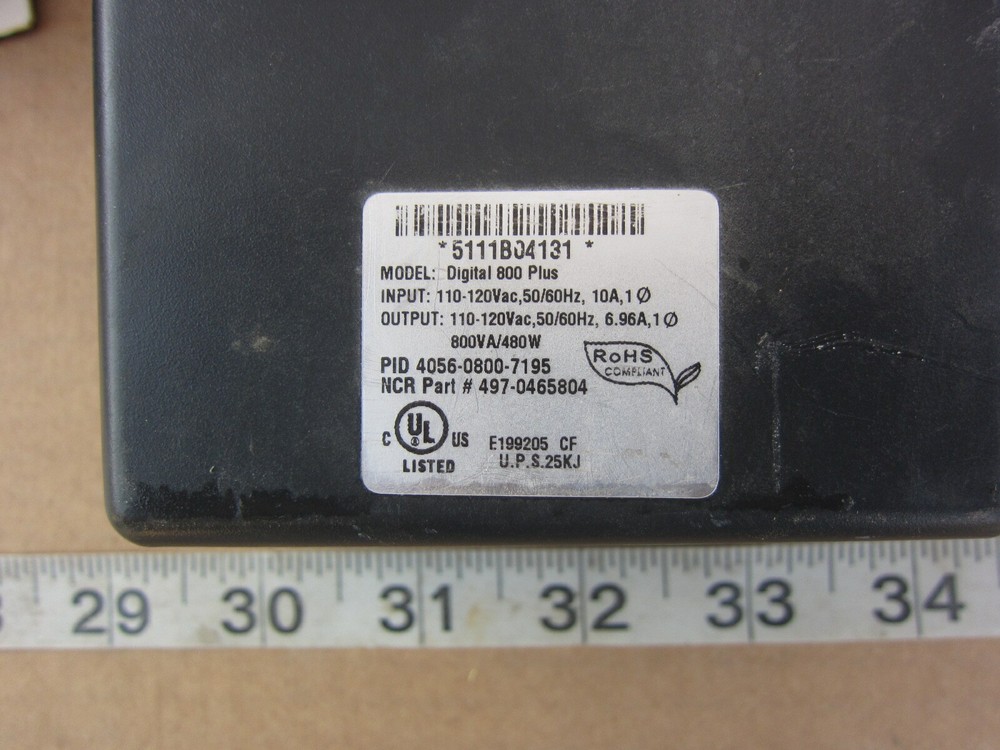 *5111B04131 *
MODEL: Digital 800 Plus
INPUT: 110-120Vac,50/60Hz, 10A,1Ø
OUTPUT: 110-120Vac,50/60Hz, 6.96A,1Ø
800VA/480W
PID 4056-0800-7195
NCR Part # 497-0465804
RoHS
COMPLIANT
C UL US
LISTED
E199205 CF
U.P.S.25KJ
29 30 31 32 33 34